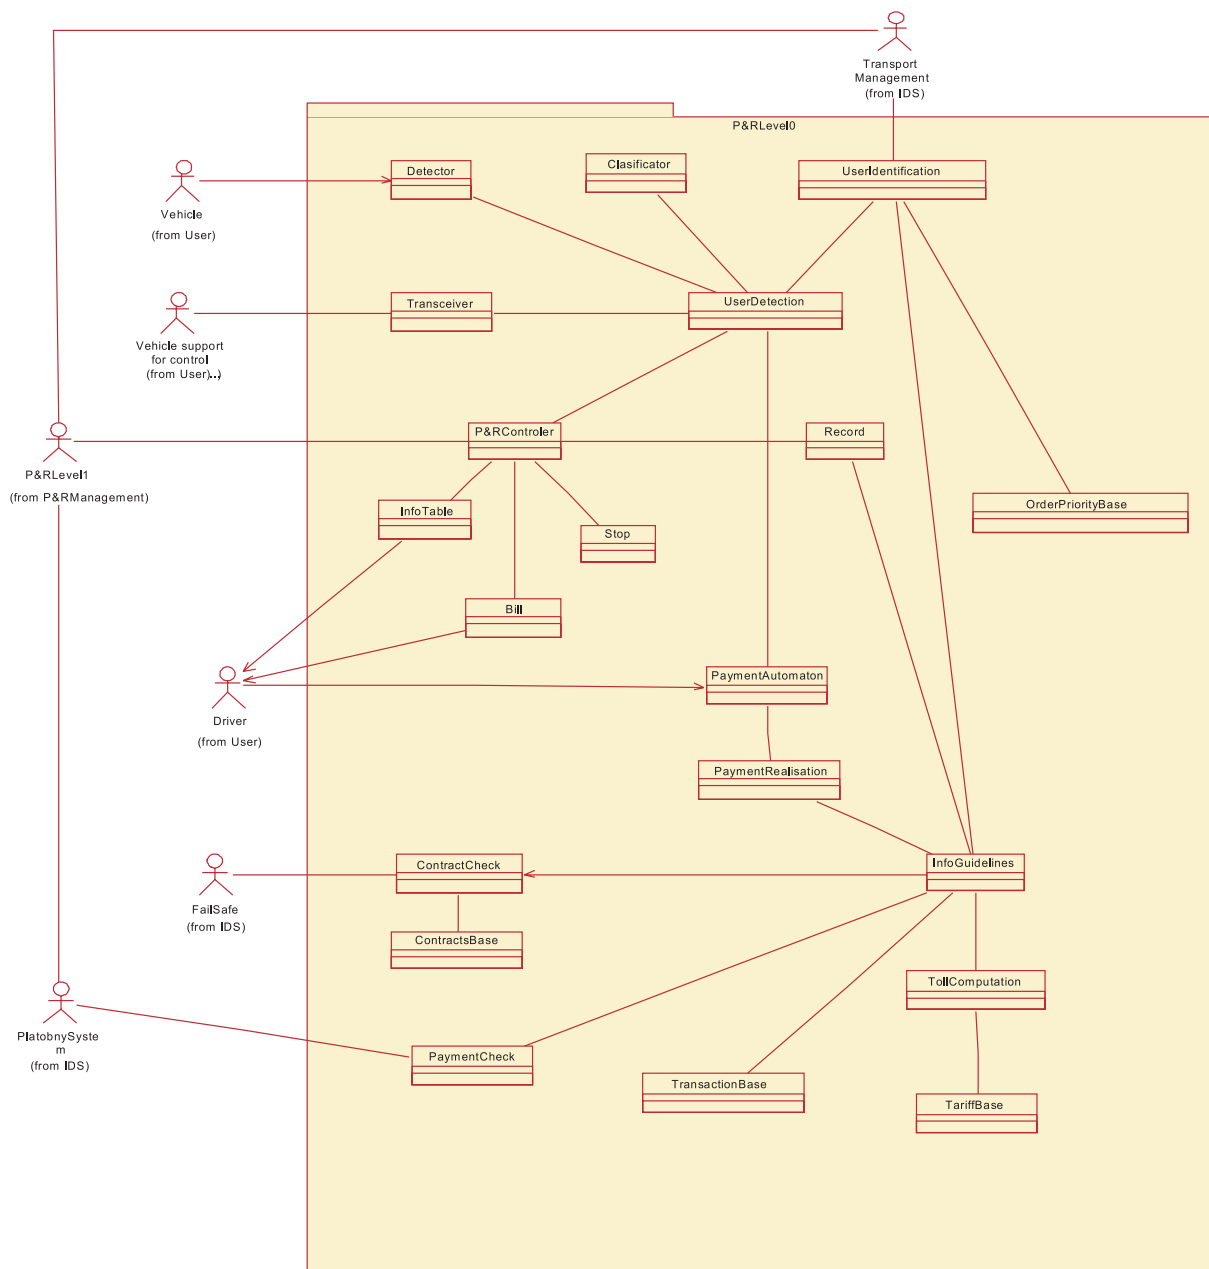 Transport
Management
(from IDS)
P&RLevel0
Detector
Clasificator
UserIdentification
Vehicle
(from User)
Transceiver
UserDetection
Vehicle support
for control
(from User)...)
P&RControler
Record
P&RLevel1
(from P&RManagement)
InfoTable
Stop
OrderPriorityBase
Bill
PaymentAutomaton
Driver
(from User)
PaymentRealisation
ContractCheck
InfoGuidelines
FailSafe
(from IDS)
ContractsBase
TollComputation
PlatobnySyste
m
(from IDS)
PaymentCheck
TransactionBase
TariffBase